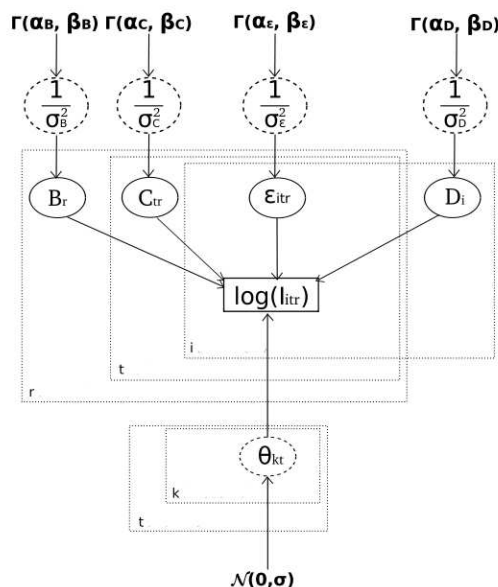 Γ(αB, βB) Γ(αC, βC) Γ(αε, βε) Γ(αD, βD)
1/σ²B 1/σ²C 1/σ²ε 1/σ²D
Br Ctr εitr Di
log(Iitr)
i
t
r
θkt
k
t
𝒩(0,σ)